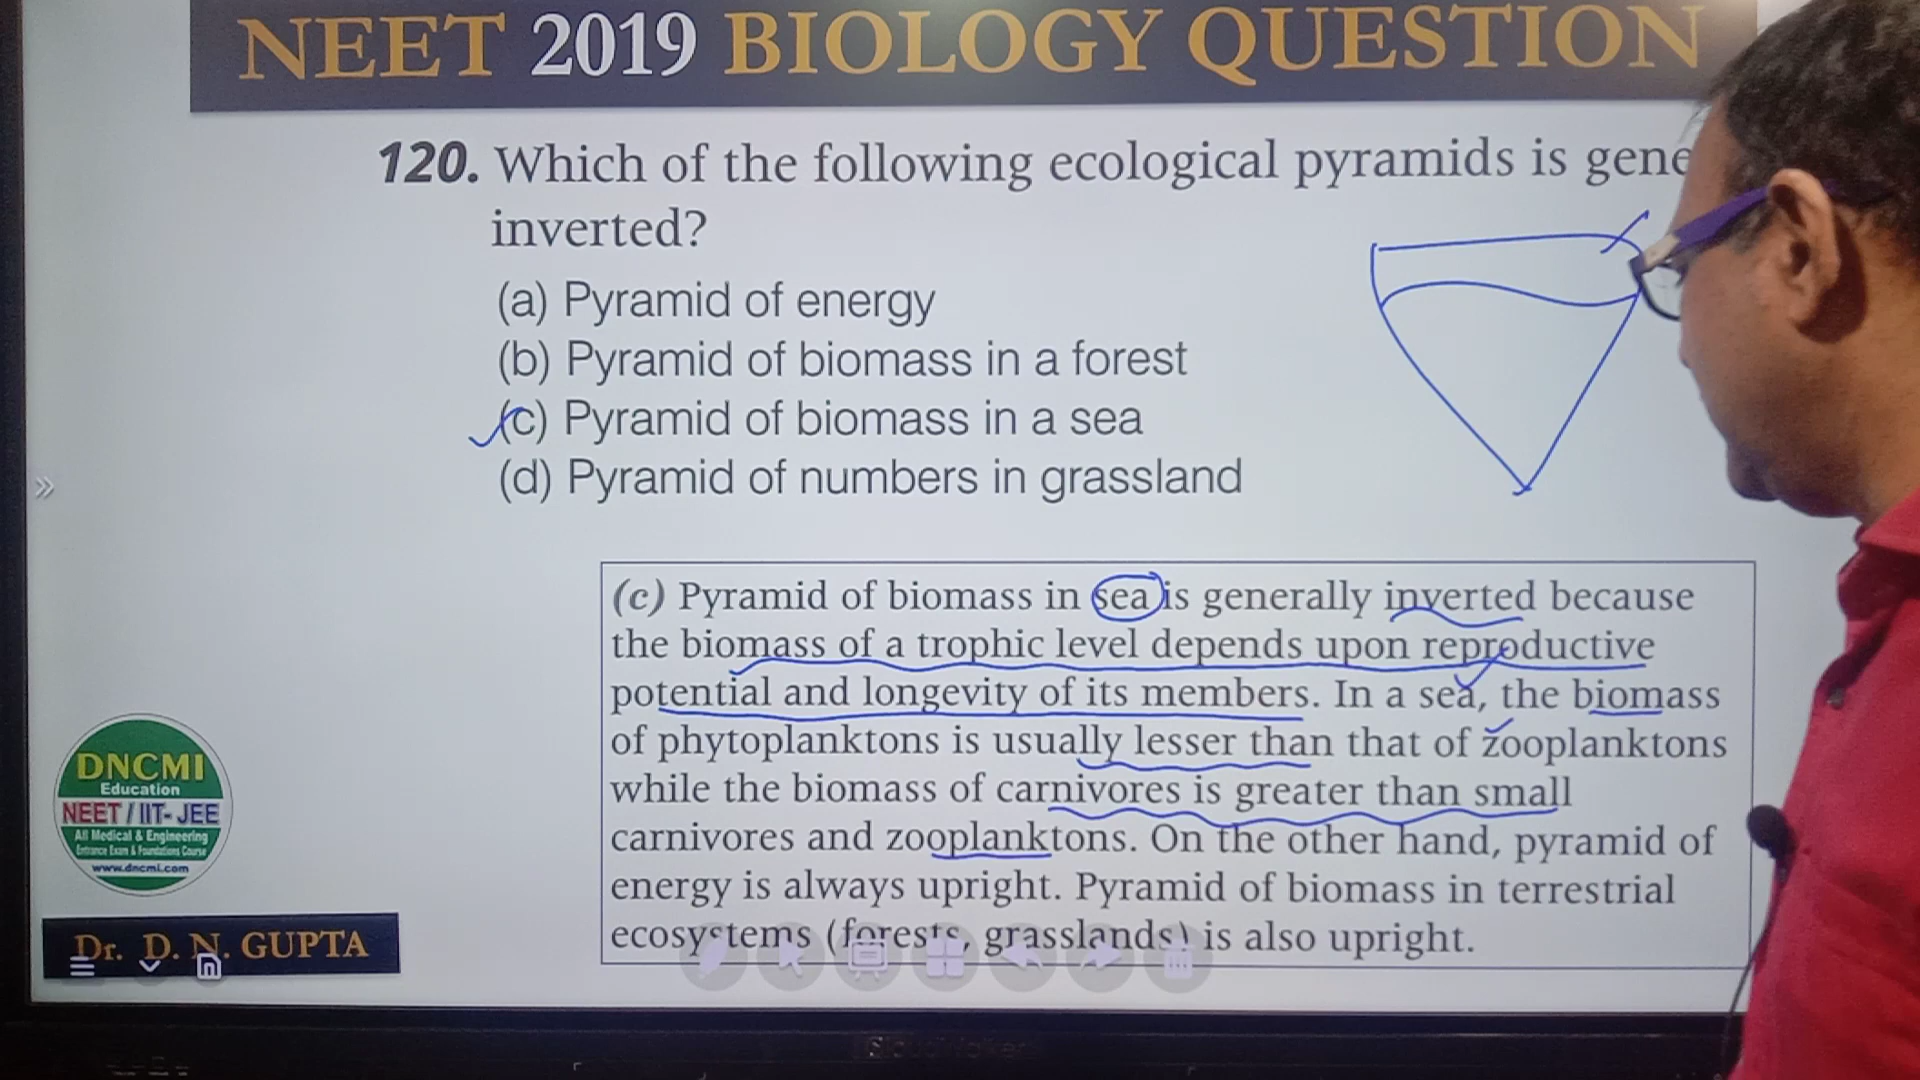 NEET 2019 BIOLOGY QUESTION
120. Which of the following ecological pyramids is gene
inverted?
(a) Pyramid of energy
(b) Pyramid of biomass in a forest
(c) Pyramid of biomass in a sea
(d) Pyramid of numbers in grassland
(c) Pyramid of biomass in sea is generally inverted because
the biomass of a trophic level depends upon reproductive
potential and longevity of its members. In a sea, the biomass
of phytoplanktons is usually lesser than that of zooplanktons
while the biomass of carnivores is greater than small
carnivores and zooplanktons. On the other hand, pyramid of
energy is always upright. Pyramid of biomass in terrestrial
ecosystems (forests, grasslands) is also upright.
DNCMI
Education
NEET / IIT-JEE
All Medical & Engineering
Entrance Exam & Foundations Course
www.dncmi.com
Dr. D. N. GUPTA